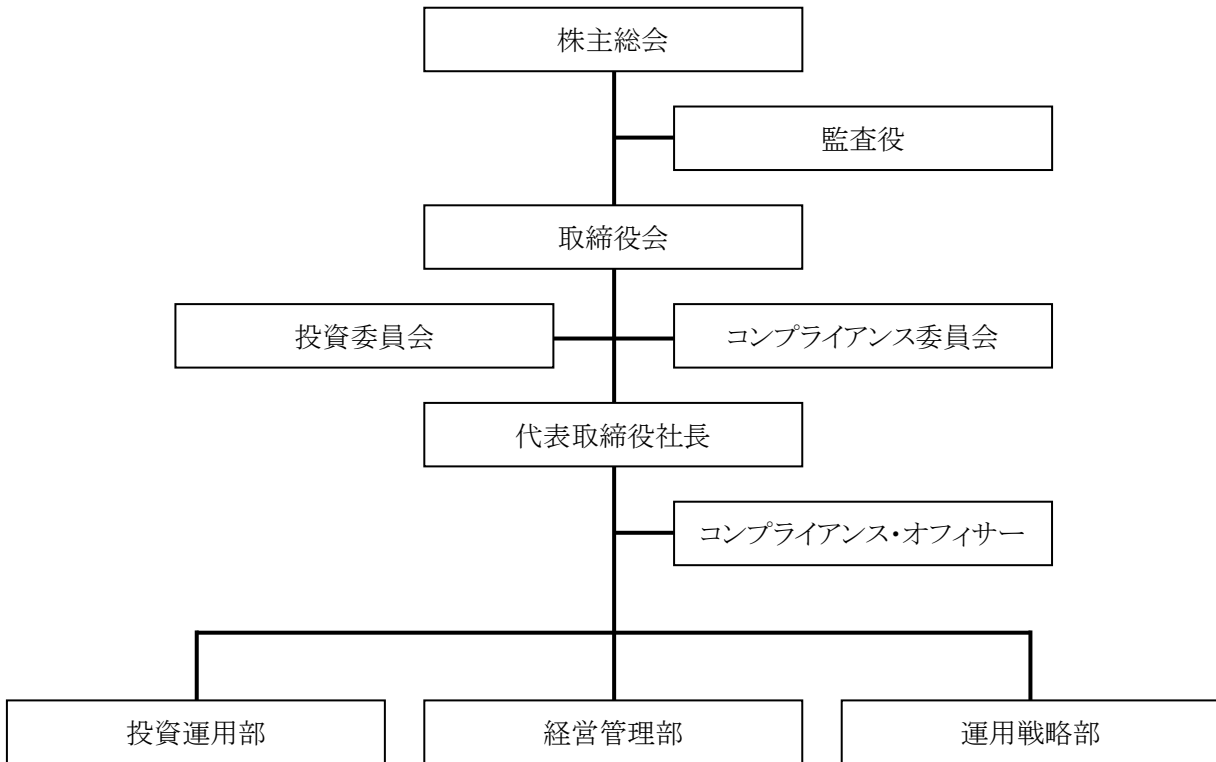 株主総会
監査役
取締役会
投資委員会
コンプライアンス委員会
代表取締役社長
コンプライアンス・オフィサー
投資運用部
経営管理部
運用戦略部